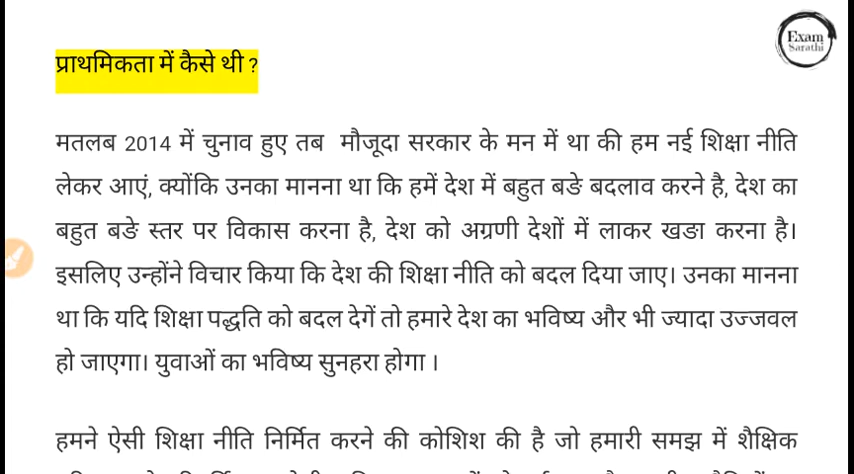 Exam
Sarathi
प्राथमिकता में कैसे थी ?
मतलब 2014 में चुनाव हुए तब मौजूदा सरकार के मन में था की हम नई शिक्षा नीति
लेकर आएं, क्योंकि उनका मानना था कि हमें देश में बहुत बडे बदलाव करने है, देश का
बहुत बडे स्तर पर विकास करना है, देश को अग्रणी देशों में लाकर खडा करना है।
इसलिए उन्होंने विचार किया कि देश की शिक्षा नीति को बदल दिया जाए। उनका मानना
था कि यदि शिक्षा पद्धति को बदल देगें तो हमारे देश का भविष्य और भी ज्यादा उज्जवल
हो जाएगा। युवाओं का भविष्य सुनहरा होगा ।
हमने ऐसी शिक्षा नीति निर्मित करने की कोशिश की है जो हमारी समझ में शैक्षिक